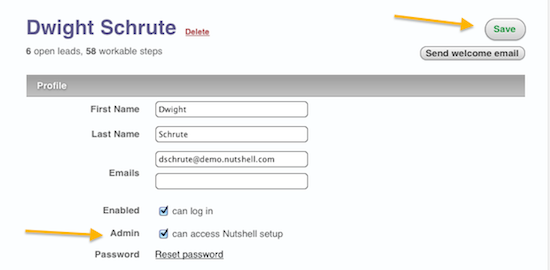 Dwight Schrute Delete
Save
6 open leads, 58 workable steps
Send welcome email
Profile
First Name Dwight
Last Name Schrute
dschrute@demo.nutshell.com
Emails
Enabled can log in
Admin can access Nutshell setup
Password Reset password